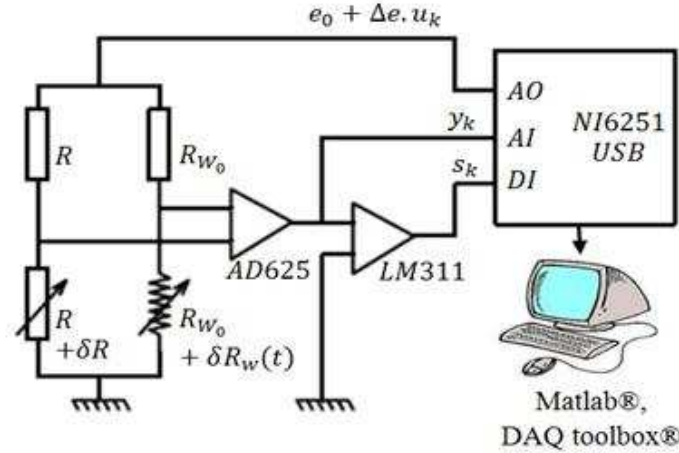 e₀ + Δe.uₖ
AO
yₖ
AI
NI6251
USB
sₖ
DI
R
R_W₀
AD625
LM311
R
+δR
R_W₀
+ δR_w(t)
Matlab®,
DAQ toolbox®